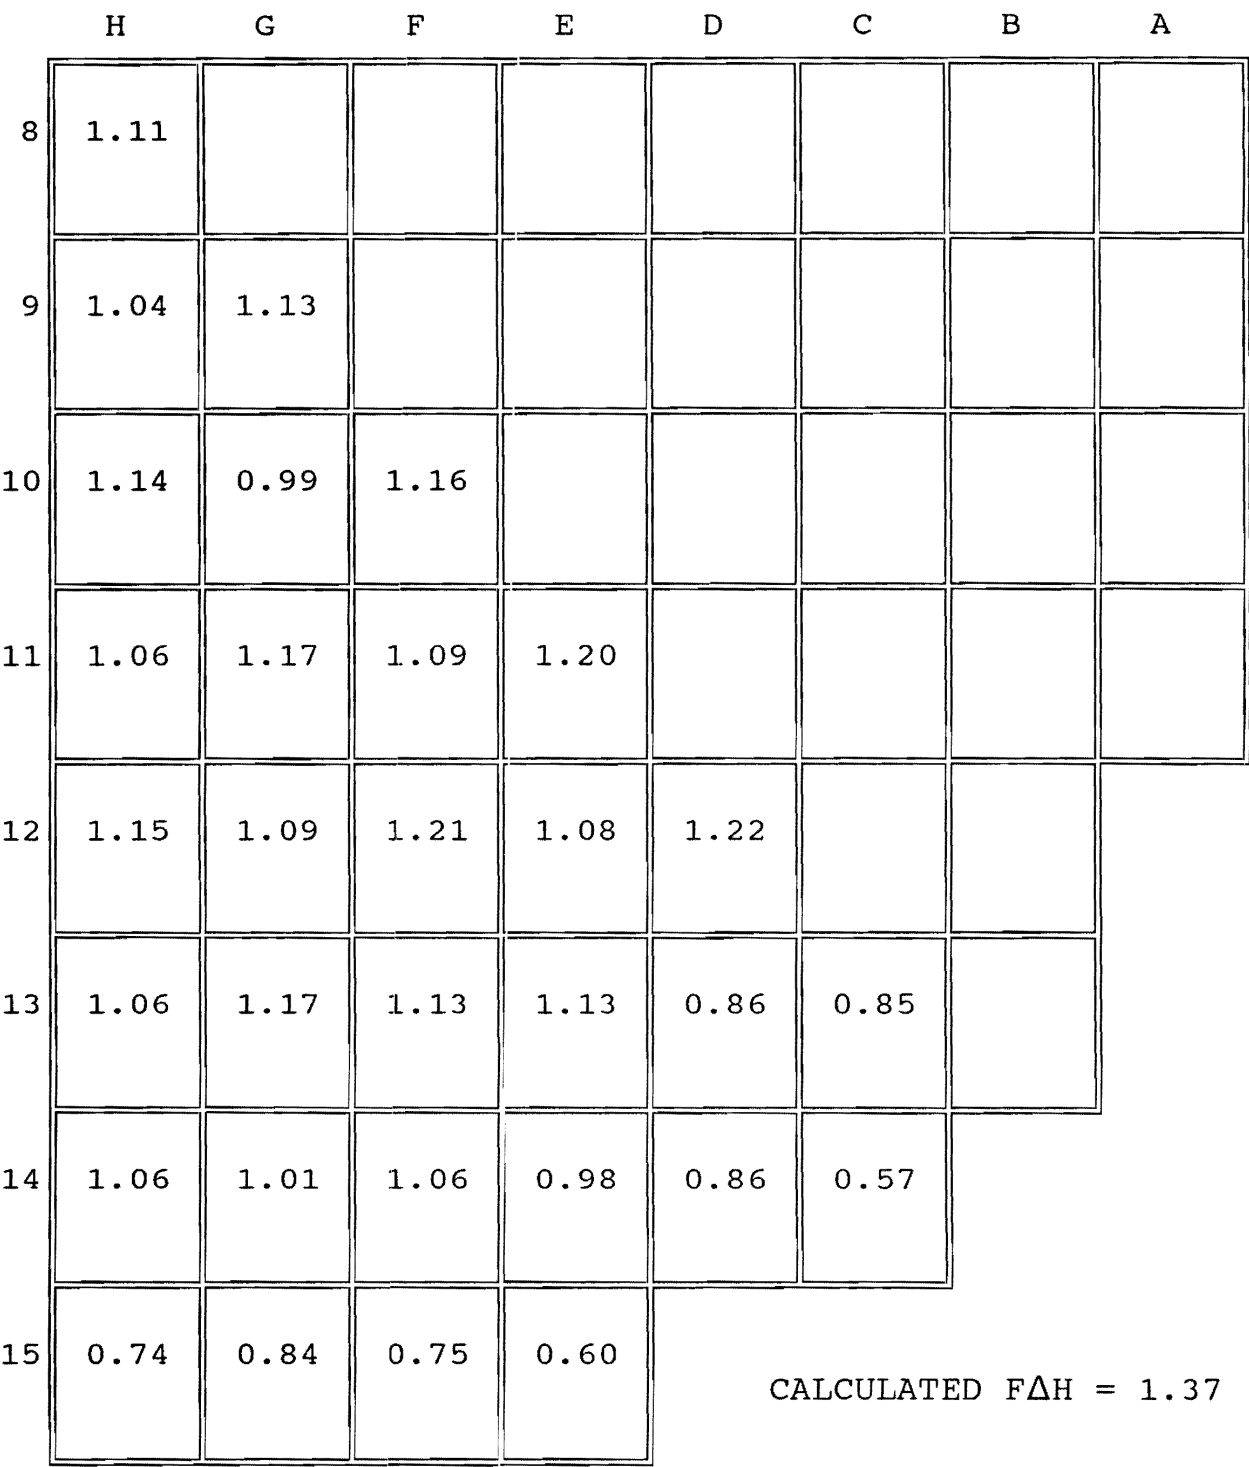 H G F E D C B A
8 1.11
9 1.04 1.13
10 1.14 0.99 1.16
11 1.06 1.17 1.09 1.20
12 1.15 1.09 1.21 1.08 1.22
13 1.06 1.17 1.13 1.13 0.86 0.85
14 1.06 1.01 1.06 0.98 0.86 0.57
15 0.74 0.84 0.75 0.60
CALCULATED FΔH = 1.37